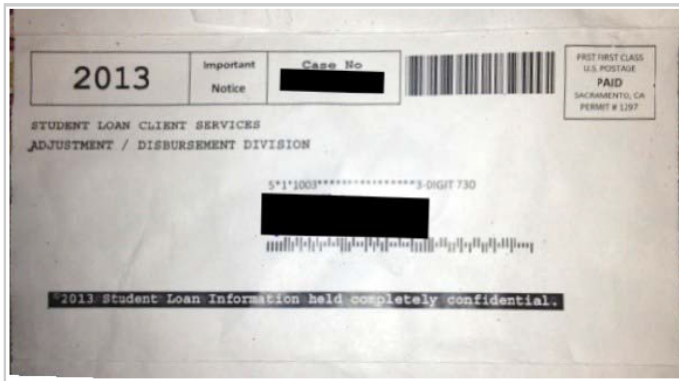 2013
Important
Notice
Case No
PRST FIRST CLASS
U.S. POSTAGE
PAID
SACRAMENTO, CA
PERMIT # 1297
STUDENT LOAN CLIENT SERVICES
ADJUSTMENT / DISBURSEMENT DIVISION
5*1*1003*****************3-DIGIT 730
*2013 Student Loan Information held completely confidential.